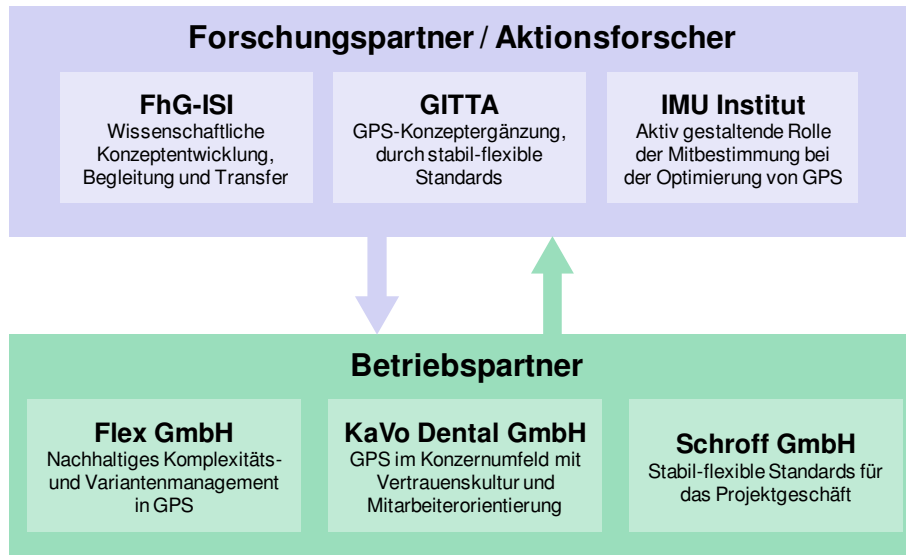 Forschungspartner / Aktionsforscher
FhG-ISI
Wissenschaftliche
Konzeptentwicklung,
Begleitung und Transfer
GITTA
GPS-Konzeptergänzung,
durch stabil-flexible
Standards
IMU Institut
Aktiv gestaltende Rolle
der Mitbestimmung bei
der Optimierung von GPS
Betriebspartner
Flex GmbH
Nachhaltiges Komplexitäts-
und Variantenmanagement
in GPS
KaVo Dental GmbH
GPS im Konzernumfeld mit
Vertrauenskultur und
Mitarbeiterorientierung
Schroff GmbH
Stabil-flexible Standards für
das Projektgeschäft